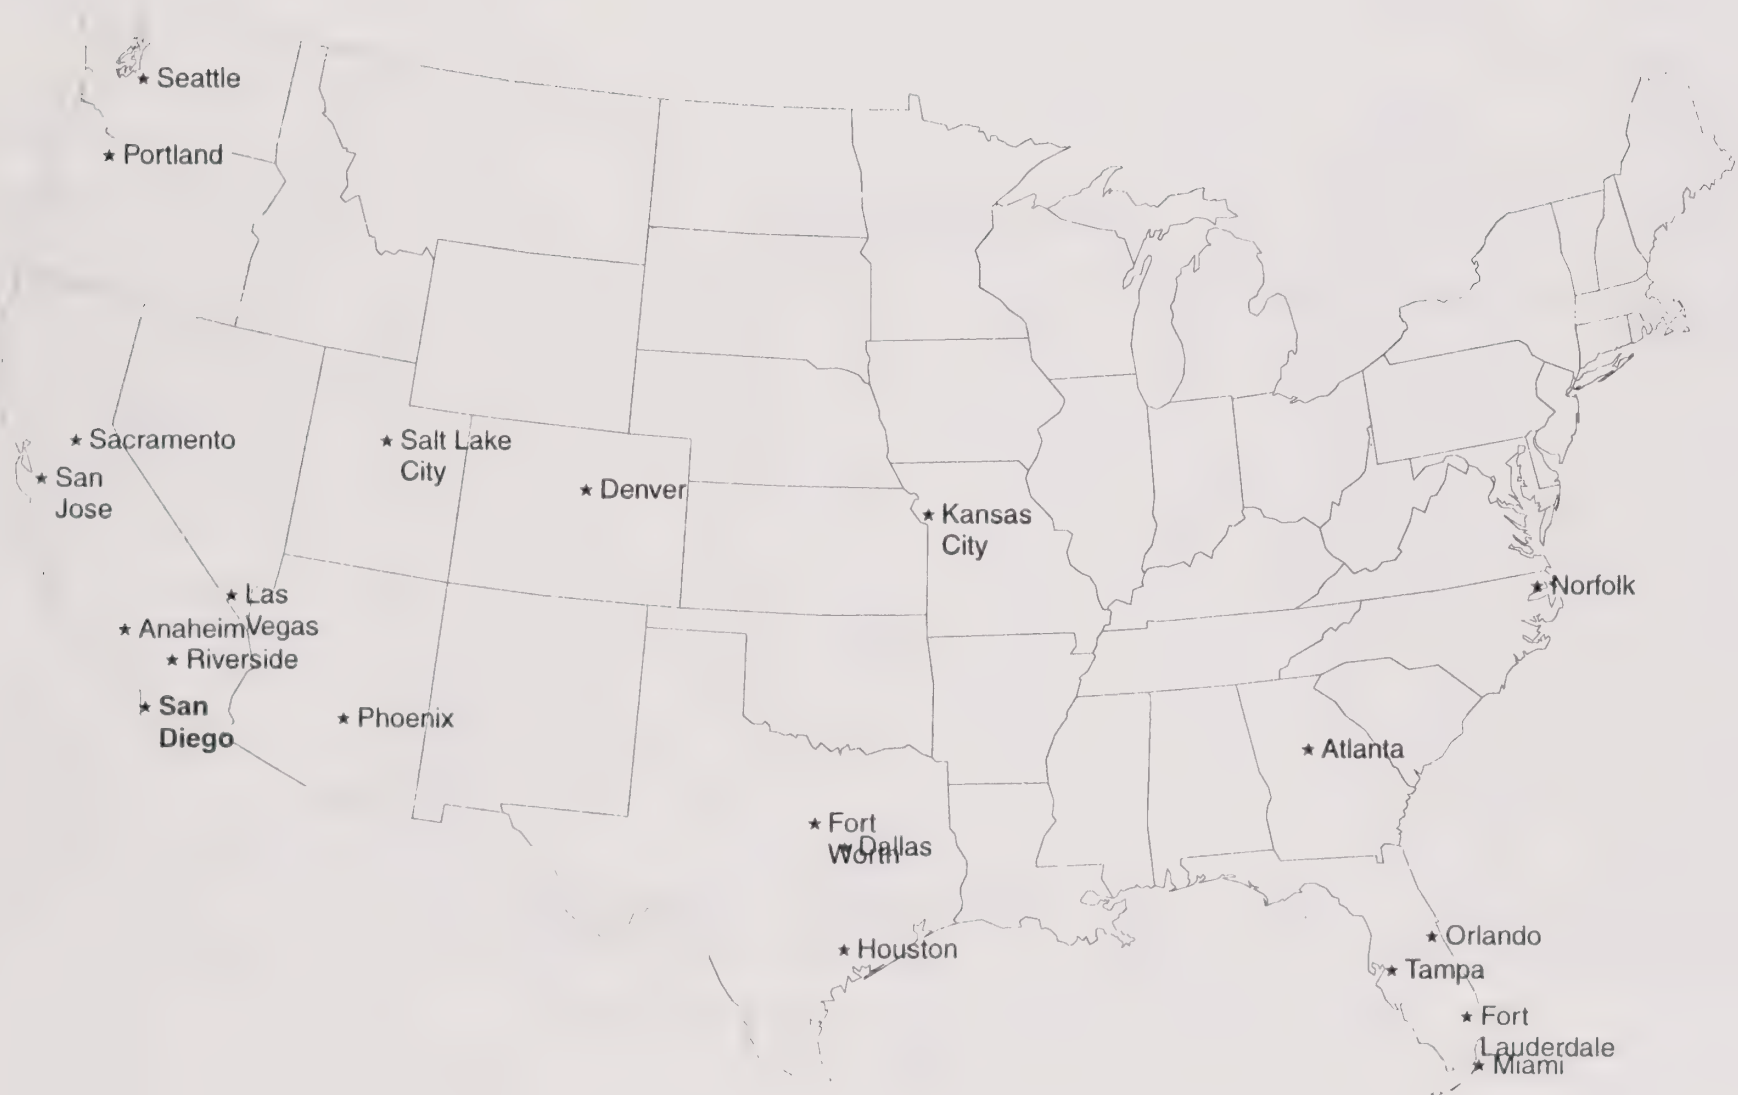 Seattle
Portland
Sacramento
San
Jose
Salt Lake
City
Denver
Kansas
City
Las
Vegas
Anaheim
Riverside
San
Diego
Phoenix
Norfolk
Atlanta
Fort
Worth
Dallas
Houston
Orlando
Tampa
Fort
Lauderdale
Miami